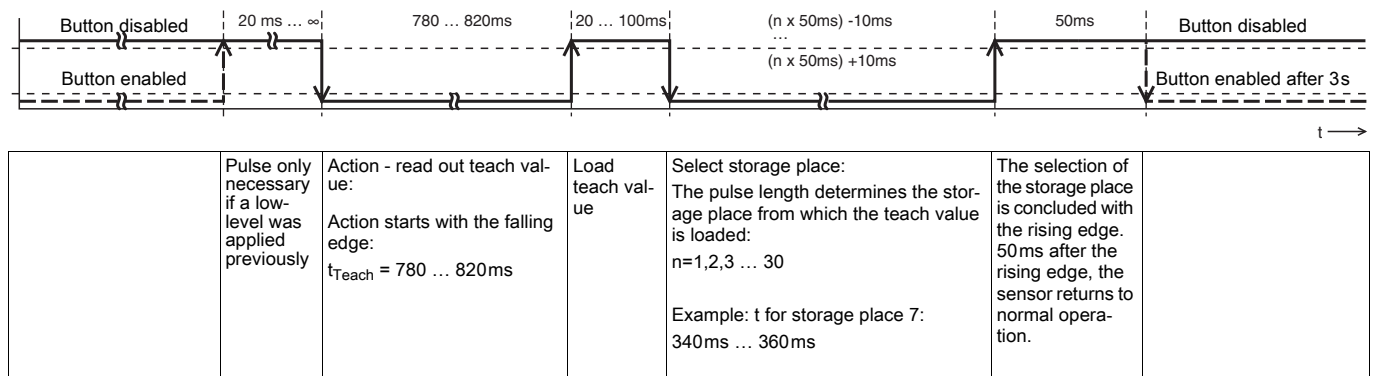 Button disabled
20 ms … ∞
780 … 820ms
20 … 100ms
(n x 50ms) -10ms
…
(n x 50ms) +10ms
50ms
Button disabled
Button enabled
Button enabled after 3s
t
Pulse only
necessary
if a low-
level was
applied
previously
Action - read out teach val-
ue:
Action starts with the falling
edge:
tTeach = 780 … 820ms
Load
teach val-
ue
Select storage place:
The pulse length determines the stor-
age place from which the teach value
is loaded:
n=1,2,3 … 30
Example: t for storage place 7:
340ms … 360ms
The selection of
the storage place
is concluded with
the rising edge.
50ms after the
rising edge, the
sensor returns to
normal opera-
tion.